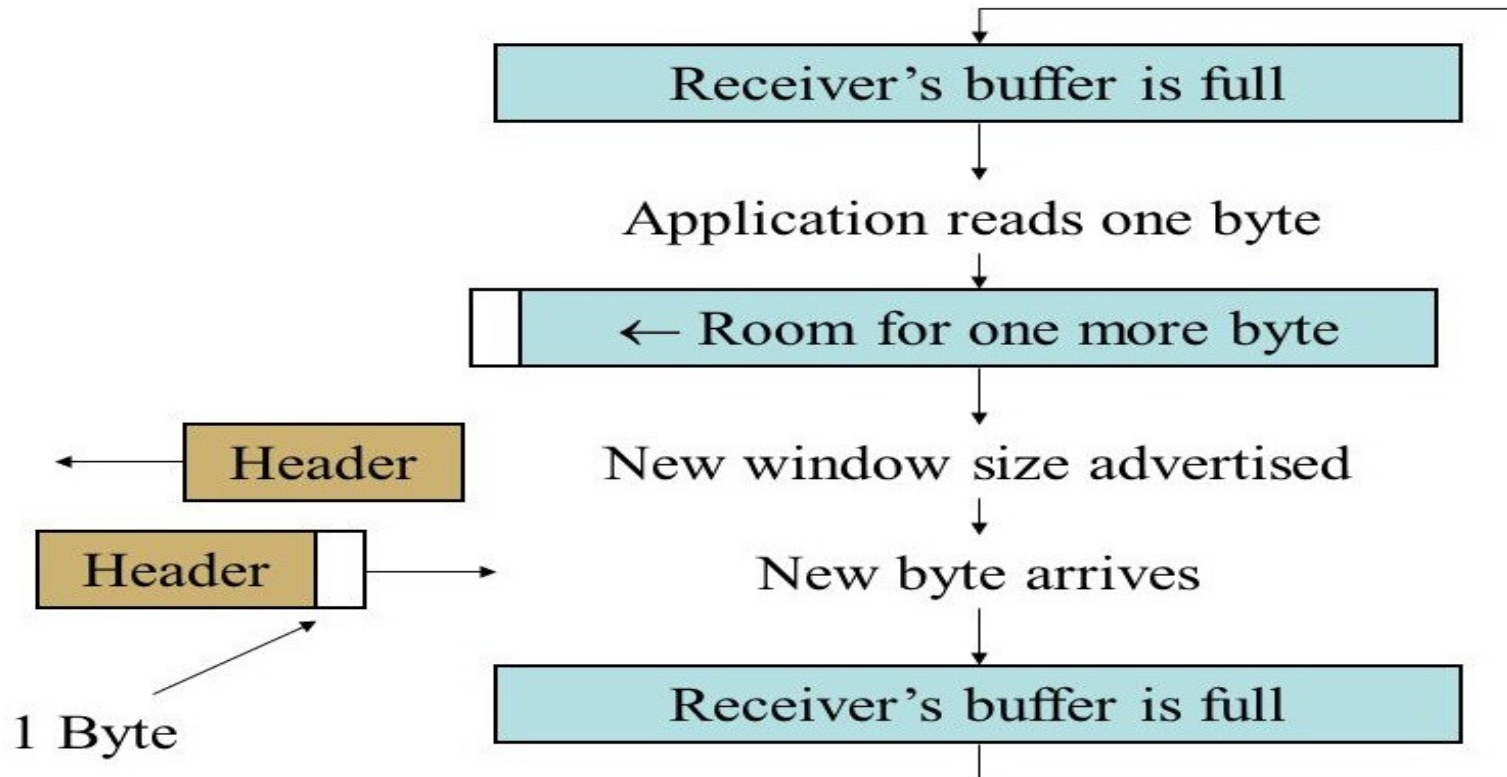 Receiver's buffer is full
Application reads one byte
← Room for one more byte
Header
New window size advertised
Header
New byte arrives
1 Byte
Receiver's buffer is full